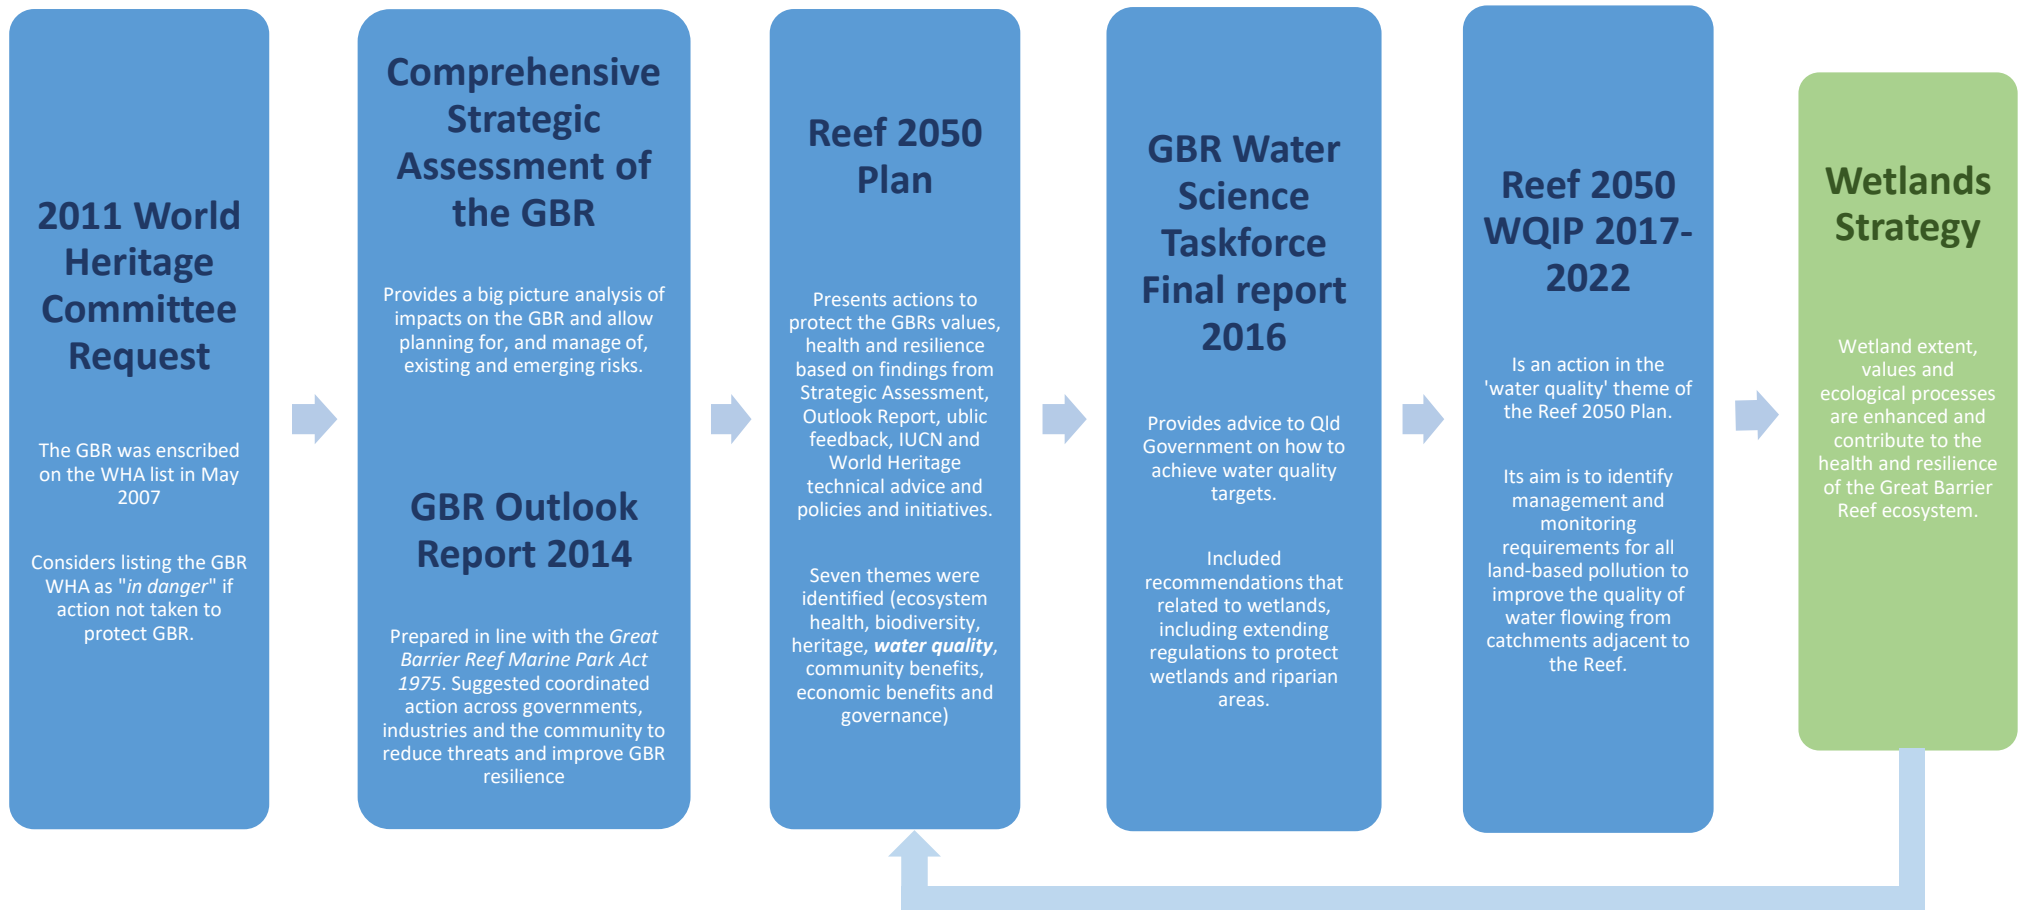 2011 World
Heritage
Committee
Request
The GBR was enscribed
on the WHA list in May
2007
Considers listing the GBR
WHA as "in danger" if
action not taken to
protect GBR.
Comprehensive
Strategic
Assessment of
the GBR
Provides a big picture analysis of
impacts on the GBR and allow
planning for, and manage of,
existing and emerging risks.
GBR Outlook
Report 2014
Prepared in line with the Great
Barrier Reef Marine Park Act
1975. Suggested coordinated
action across governments,
industries and the community to
reduce threats and improve GBR
resilience
Reef 2050
Plan
Presents actions to
protect the GBRs values,
health and resilience
based on findings from
Strategic Assessment,
Outlook Report, ublic
feedback, IUCN and
World Heritage
technical advice and
policies and initiatives.
Seven themes were
identified (ecosystem
health, biodiversity,
heritage, water quality,
community benefits,
economic benefits and
governance)
GBR Water
Science
Taskforce
Final report
2016
Provides advice to Qld
Government on how to
achieve water quality
targets.
Included
recommendations that
related to wetlands,
including extending
regulations to protect
wetlands and riparian
areas.
Reef 2050
WQIP 2017-
2022
Is an action in the
'water quality' theme of
the Reef 2050 Plan.
Its aim is to identify
management and
monitoring
requirements for all
land-based pollution to
improve the quality of
water flowing from
catchments adjacent to
the Reef.
Wetlands
Strategy
Wetland extent,
values and
ecological processes
are enhanced and
contribute to the
health and resilience
of the Great Barrier
Reef ecosystem.